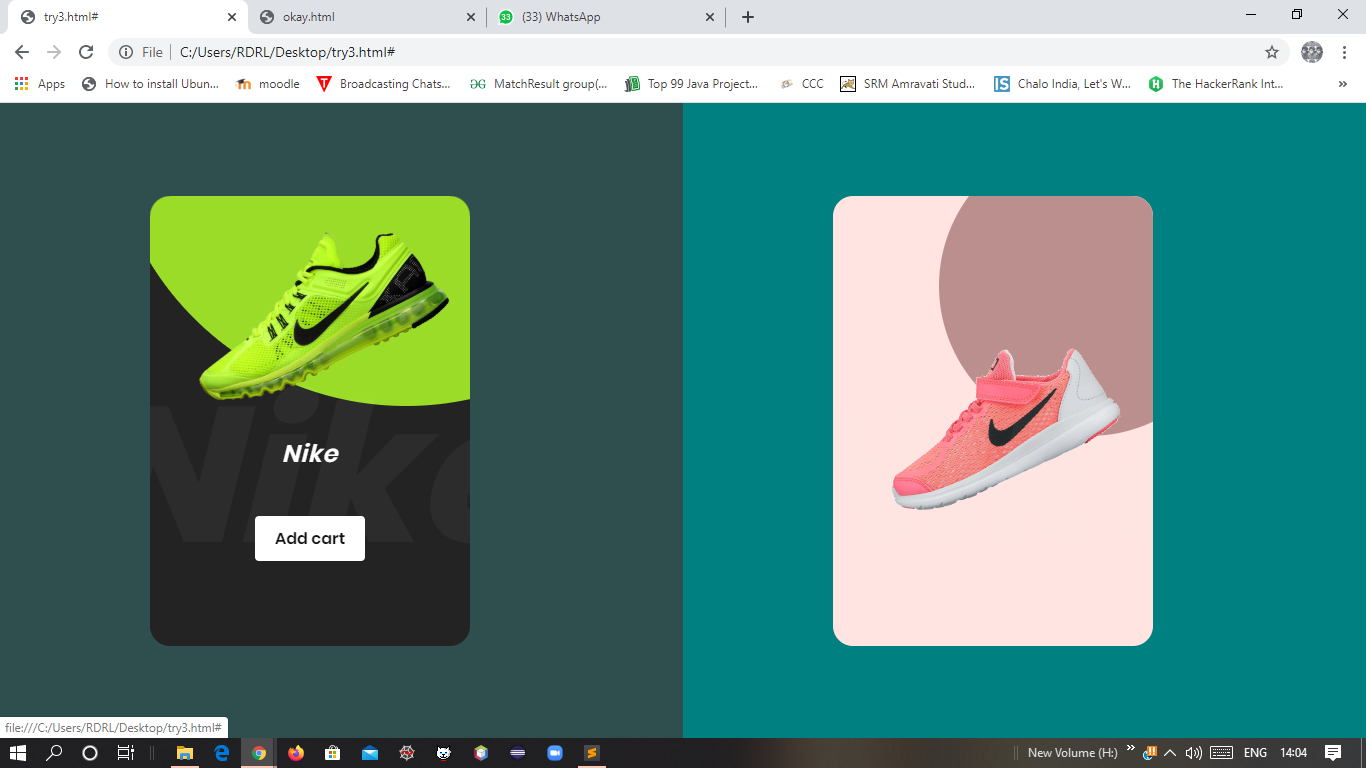 try3.html#
okay.html
33
(33) WhatsApp
File
C:/Users/RDRL/Desktop/try3.html#
Apps
How to install Ubun...
moodle
Broadcasting Chats...
MatchResult group(...
Top 99 Java Project...
CCC
SRM Amravati Stud...
IS
Chalo India, Let's W...
The HackerRank Int...
»
Nike
Nike
Add cart
file:///C:/Users/RDRL/Desktop/try3.html#
New Volume (H:)
»
ENG
14:04